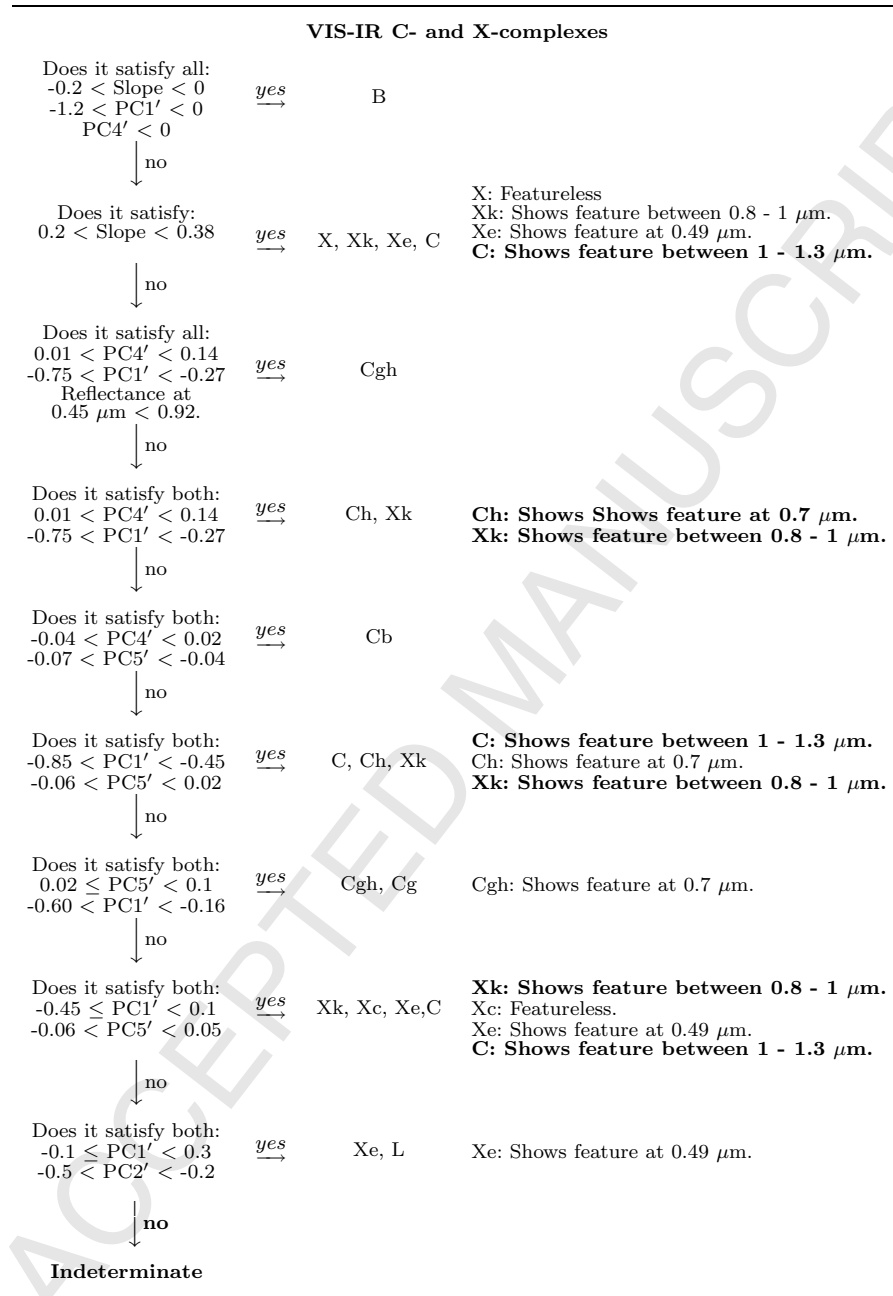 VIS-IR C- and X-complexes
Does it satisfy all:
-0.2 < Slope < 0
-1.2 < PC1′ < 0
PC4′ < 0
yes
B
no
Does it satisfy:
0.2 < Slope < 0.38
yes
X, Xk, Xe, C
X: Featureless
Xk: Shows feature between 0.8 - 1 μm.
Xe: Shows feature at 0.49 μm.
C: Shows feature between 1 - 1.3 μm.
no
Does it satisfy all:
0.01 < PC4′ < 0.14
-0.75 < PC1′ < -0.27
Reflectance at
0.45 μm < 0.92.
yes
Cgh
no
Does it satisfy both:
0.01 < PC4′ < 0.14
-0.75 < PC1′ < -0.27
yes
Ch, Xk
Ch: Shows Shows feature at 0.7 μm.
Xk: Shows feature between 0.8 - 1 μm.
no
Does it satisfy both:
-0.04 < PC4′ < 0.02
-0.07 < PC5′ < -0.04
yes
Cb
no
Does it satisfy both:
-0.85 < PC1′ < -0.45
-0.06 < PC5′ < 0.02
yes
C, Ch, Xk
C: Shows feature between 1 - 1.3 μm.
Ch: Shows feature at 0.7 μm.
Xk: Shows feature between 0.8 - 1 μm.
no
Does it satisfy both:
0.02 ≤ PC5′ < 0.1
-0.60 < PC1′ < -0.16
yes
Cgh, Cg
Cgh: Shows feature at 0.7 μm.
no
Does it satisfy both:
-0.45 ≤ PC1′ < 0.1
-0.06 < PC5′ < 0.05
yes
Xk, Xc, Xe,C
Xk: Shows feature between 0.8 - 1 μm.
Xc: Featureless.
Xe: Shows feature at 0.49 μm.
C: Shows feature between 1 - 1.3 μm.
no
Does it satisfy both:
-0.1 ≤ PC1′ < 0.3
-0.5 < PC2′ < -0.2
yes
Xe, L
Xe: Shows feature at 0.49 μm.
no
Indeterminate
ACCEPTED MANUSCRI